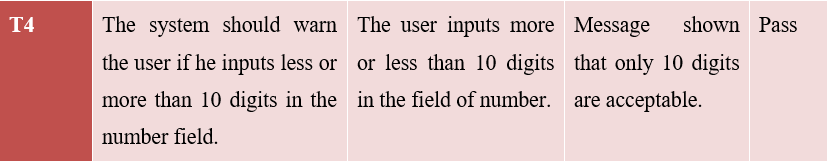 T4
The system should warn
the user if he inputs less or
more than 10 digits in the
number field.
The user inputs more
or less than 10 digits
in the field of number.
Message shown
that only 10 digits
are acceptable.
Pass